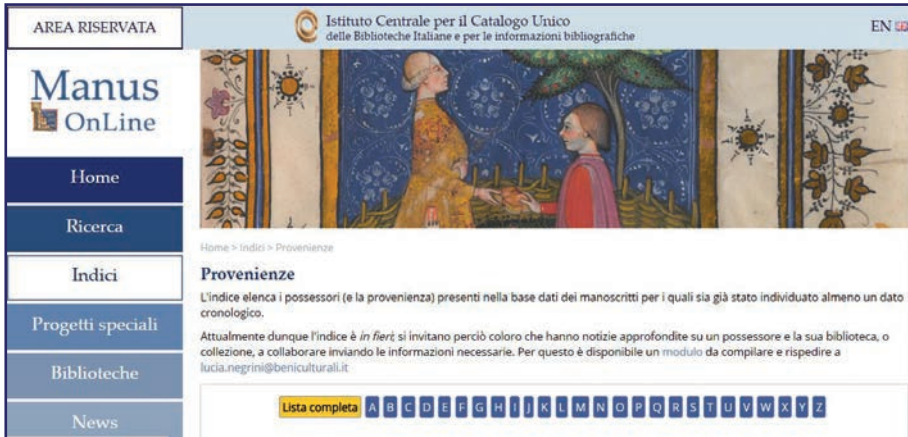 AREA RISERVATA
Istituto Centrale per il Catalogo Unico
delle Biblioteche Italiane e per le informazioni bibliografiche
EN
Manus
OnLine
Home
Ricerca
Indici
Progetti speciali
Biblioteche
News
Home > Indici > Provenienze
Provenienze
L'indice elenca i possessori (e la provenienza) presenti nella base dati dei manoscritti per i quali sia già stato individuato almeno un dato
cronologico.
Attualmente dunque l'indice è in fieri; si invitano perciò coloro che hanno notizie approfondite su un possessore e la sua biblioteca, o
collezione, a collaborare inviando le informazioni necessarie. Per questo è disponibile un modulo da compilare e rispedire a
lucia.negrini@beniculturali.it
Lista completa A B C D E F G H I J K L M N O P Q R S T U V W X Y Z